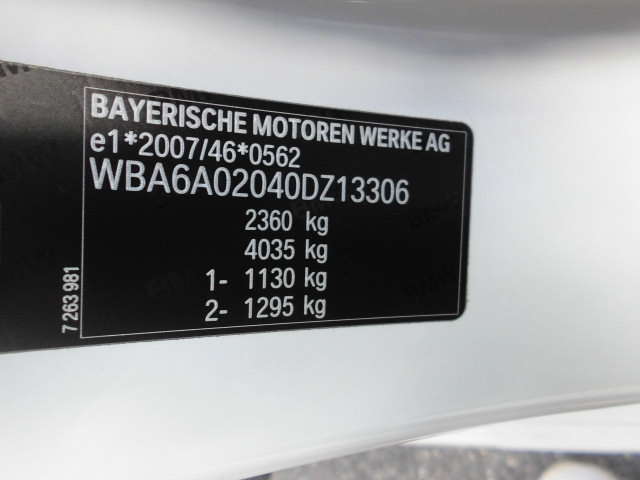 BAYERISCHE MOTOREN WERKE AG
e1*2007/46*0562
WBA6A02040DZ13306
2360 kg
4035 kg
1- 1130 kg
2- 1295 kg
7 263 981